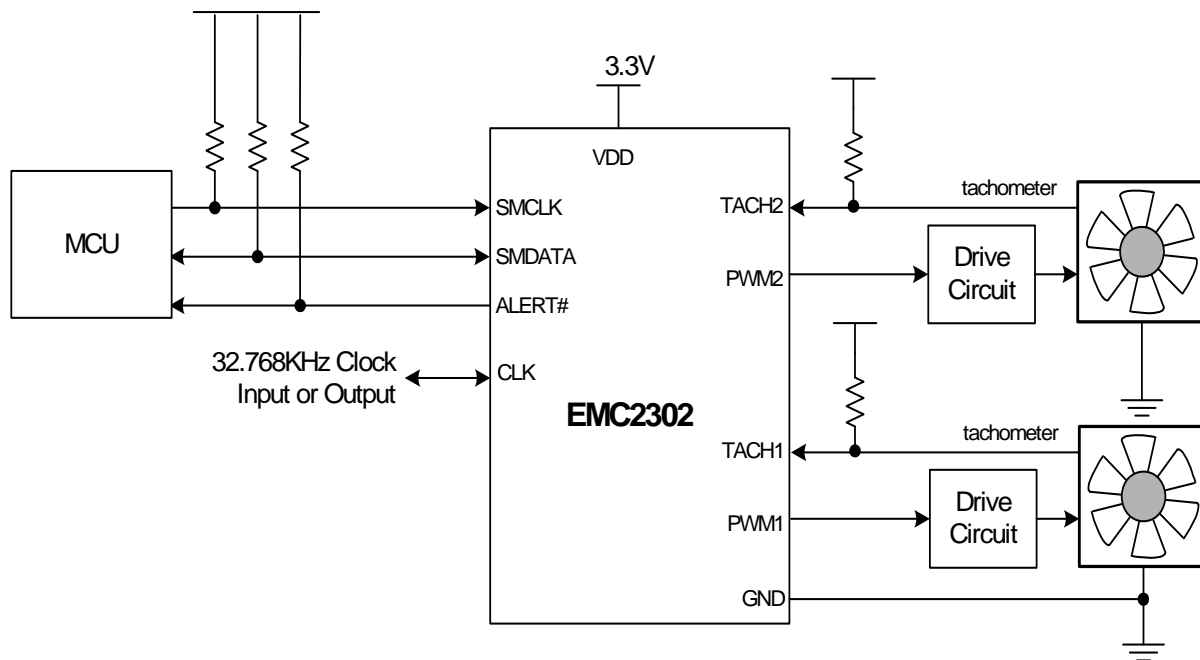 3.3V
VDD
MCU
SMCLK
SMDATA
ALERT#
32.768KHz Clock
Input or Output
CLK
EMC2302
TACH2
tachometer
PWM2
Drive
Circuit
TACH1
tachometer
PWM1
Drive
Circuit
GND